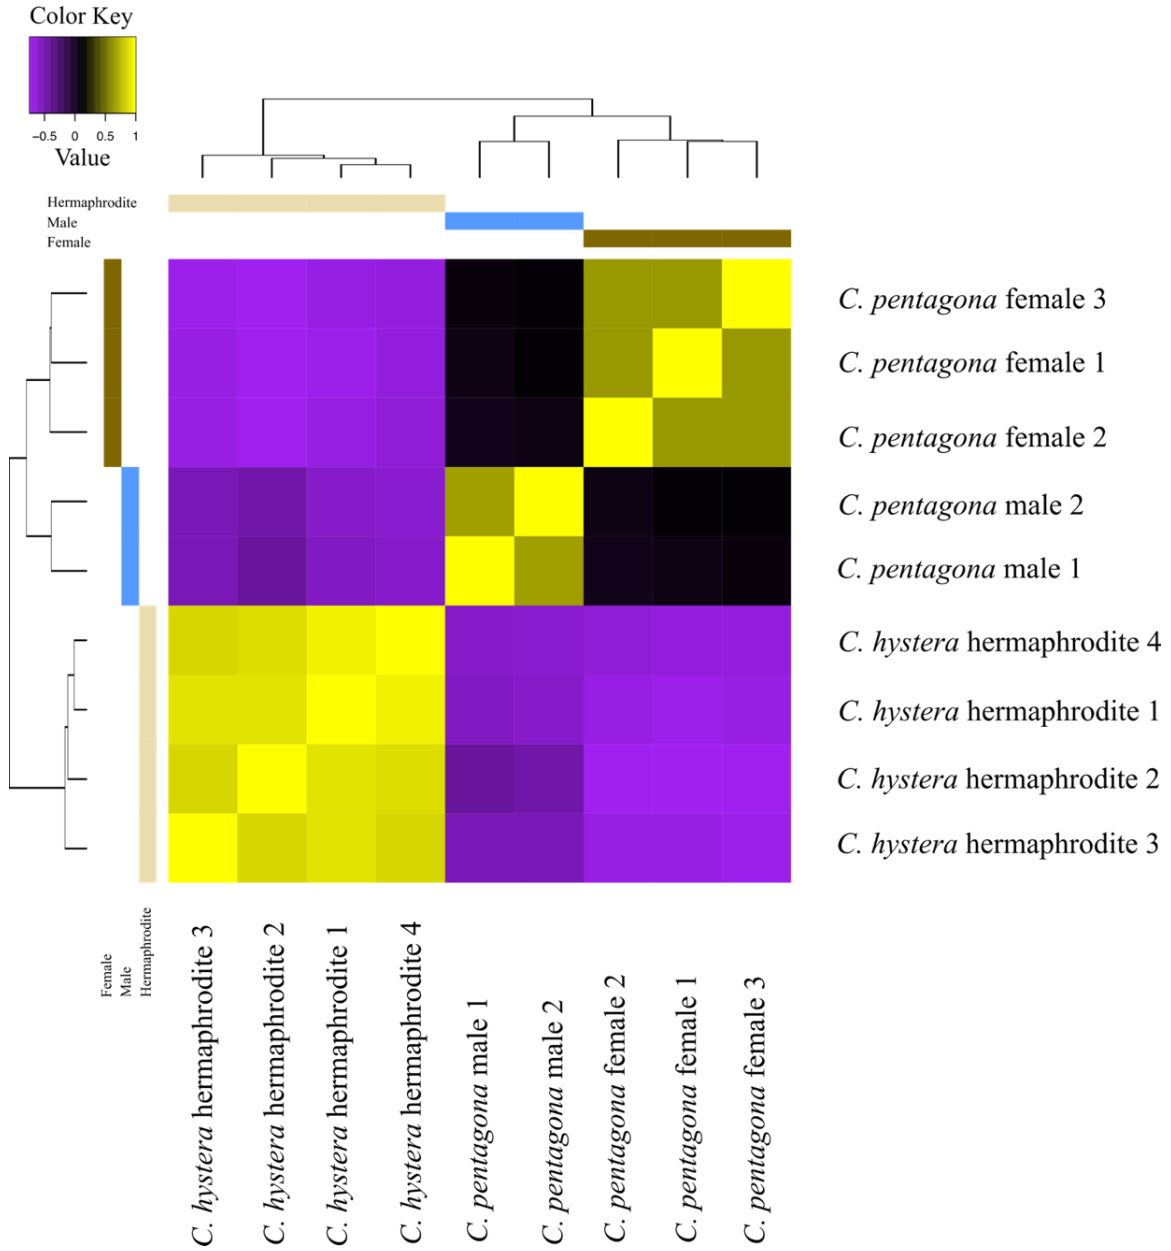 Color Key
−0.5 0 0.5 1
Value
Hermaphrodite
Male
Female
C. pentagona female 3
C. pentagona female 1
C. pentagona female 2
C. pentagona male 2
C. pentagona male 1
C. hystera hermaphrodite 4
C. hystera hermaphrodite 1
C. hystera hermaphrodite 2
C. hystera hermaphrodite 3
Female
Male
Hermaphrodite
C. hystera hermaphrodite 3
C. hystera hermaphrodite 2
C. hystera hermaphrodite 1
C. hystera hermaphrodite 4
C. pentagona male 1
C. pentagona male 2
C. pentagona female 2
C. pentagona female 1
C. pentagona female 3